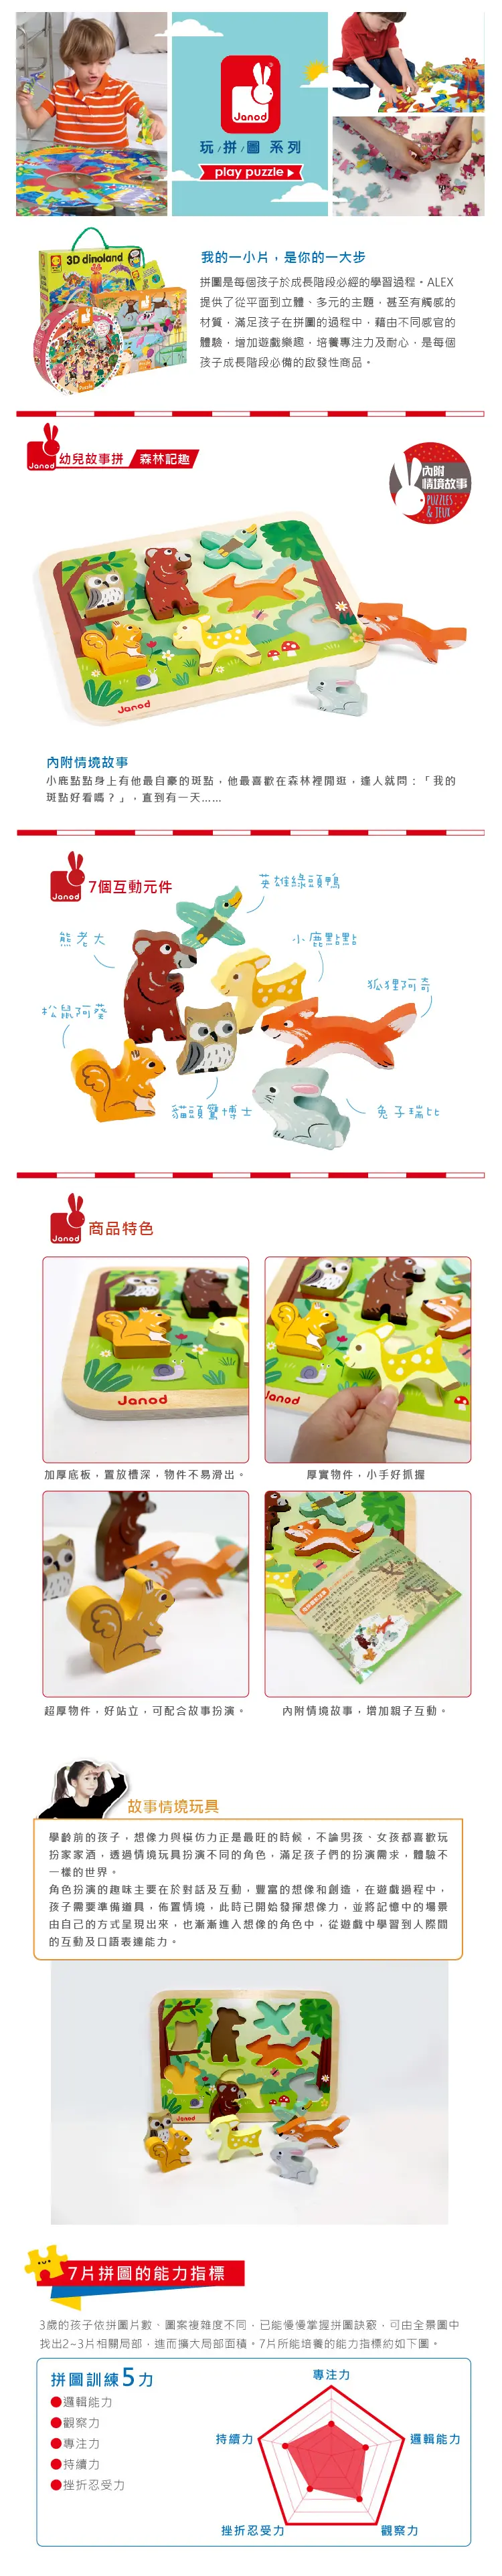 Janod
玩/拼/圖 系列
play puzzle
ALEX
3D dinoland
Puzzle
我的一小片，是你的一大步
拼圖是每個孩子於成長階段必經的學習過程。ALEX
提供了從平面到立體、多元的主題，甚至有觸感的
材質，滿足孩子在拼圖的過程中，藉由不同感官的
體驗，增加遊戲樂趣，培養專注力及耐心，是每個
孩子成長階段必備的啟發性商品。
Janod
幼兒故事拼 森林記趣
內附
情境故事
PUZZLES
& JEUX
Janod
內附情境故事
小鹿點點身上有他最自豪的斑點，他最喜歡在森林裡閒逛，逢人就問：「我的
斑點好看嗎？」，直到有一天......
Janod
7個互動元件
英雄綠頭鴨
熊老大
小鹿點點
狐狸阿奇
松鼠阿葵
貓頭鷹博士
兔子瑞比
Janod
商品特色
Janod
Janod
加厚底板，置放槽深，物件不易滑出。
厚實物件，小手好抓握
超厚物件，好站立，可配合故事扮演。
內附情境故事，增加親子互動。
故事情境玩具
學齡前的孩子，想像力與模仿力正是最旺的時候，不論男孩、女孩都喜歡玩
扮家家酒，透過情境玩具扮演不同的角色，滿足孩子們的扮演需求，體驗不
一樣的世界。
角色扮演的趣味主要在於對話及互動，豐富的想像和創造，在遊戲過程中，
孩子需要準備道具，佈置情境，此時已開始發揮想像力，並將記憶中的場景
由自己的方式呈現出來，也漸漸進入想像的角色中，從遊戲中學習到人際間
的互動及口語表達能力。
Janod
7片拼圖的能力指標
3歲的孩子依拼圖片數、圖案複雜度不同，已能慢慢掌握拼圖訣竅，可由全景圖中
找出2~3片相關局部，進而擴大局部面積。7片所能培養的能力指標約如下圖。
拼圖訓練5力
●邏輯能力
●觀察力
●專注力
●持續力
●挫折忍受力
專注力
持續力
邏輯能力
挫折忍受力
觀察力